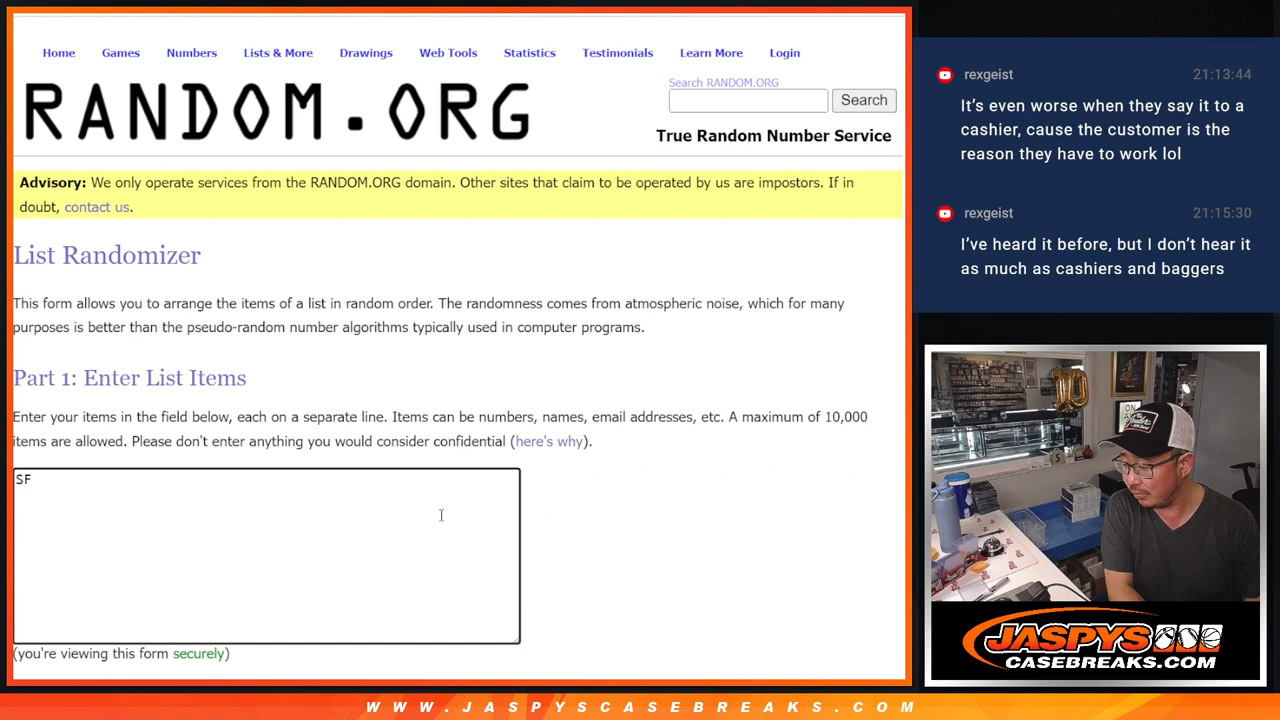 Home Games Numbers Lists & More Drawings Web Tools Statistics Testimonials Learn More Login
RANDOM.ORG
Search RANDOM.ORG
Search
True Random Number Service
Advisory: We only operate services from the RANDOM.ORG domain. Other sites that claim to be operated by us are impostors. If in
doubt, contact us.
List Randomizer
This form allows you to arrange the items of a list in random order. The randomness comes from atmospheric noise, which for many
purposes is better than the pseudo-random number algorithms typically used in computer programs.
Part 1: Enter List Items
Enter your items in the field below, each on a separate line. Items can be numbers, names, email addresses, etc. A maximum of 10,000
items are allowed. Please don't enter anything you would consider confidential (here's why).
SF
(you're viewing this form securely)
rexgeist 21:13:44
It's even worse when they say it to a
cashier, cause the customer is the
reason they have to work lol
rexgeist 21:15:30
I've heard it before, but I don't hear it
as much as cashiers and baggers
10
JASPYS
CASEBREAKS.COM
WWW.JASPYSCASEBREAKS.COM